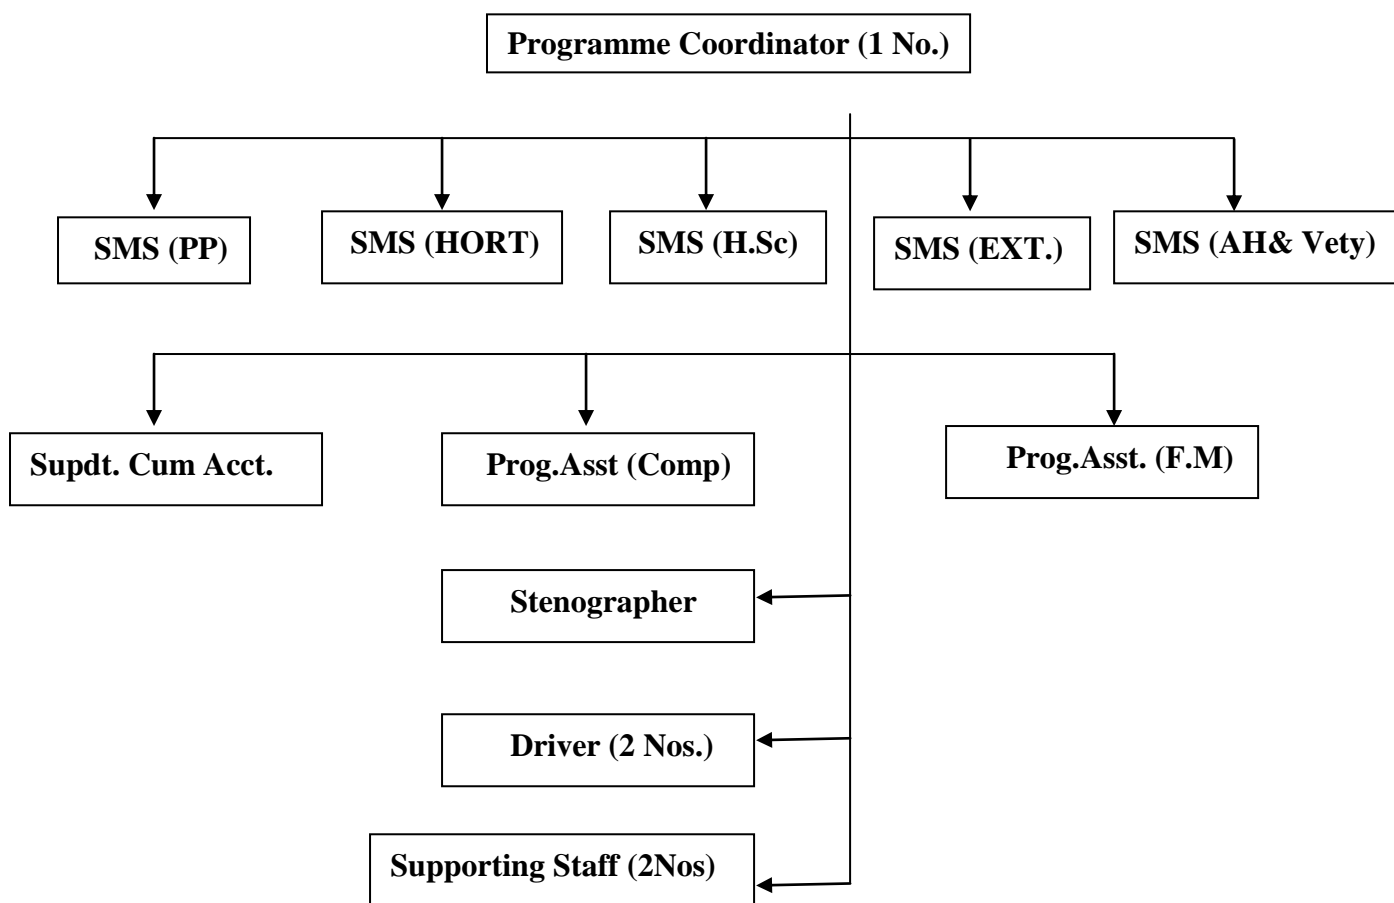 Programme Coordinator (1 No.)
SMS (PP)
SMS (HORT)
SMS (H.Sc)
SMS (EXT.)
SMS (AH& Vety)
Supdt. Cum Acct.
Prog.Asst (Comp)
Prog.Asst. (F.M)
Stenographer
Driver (2 Nos.)
Supporting Staff (2Nos)